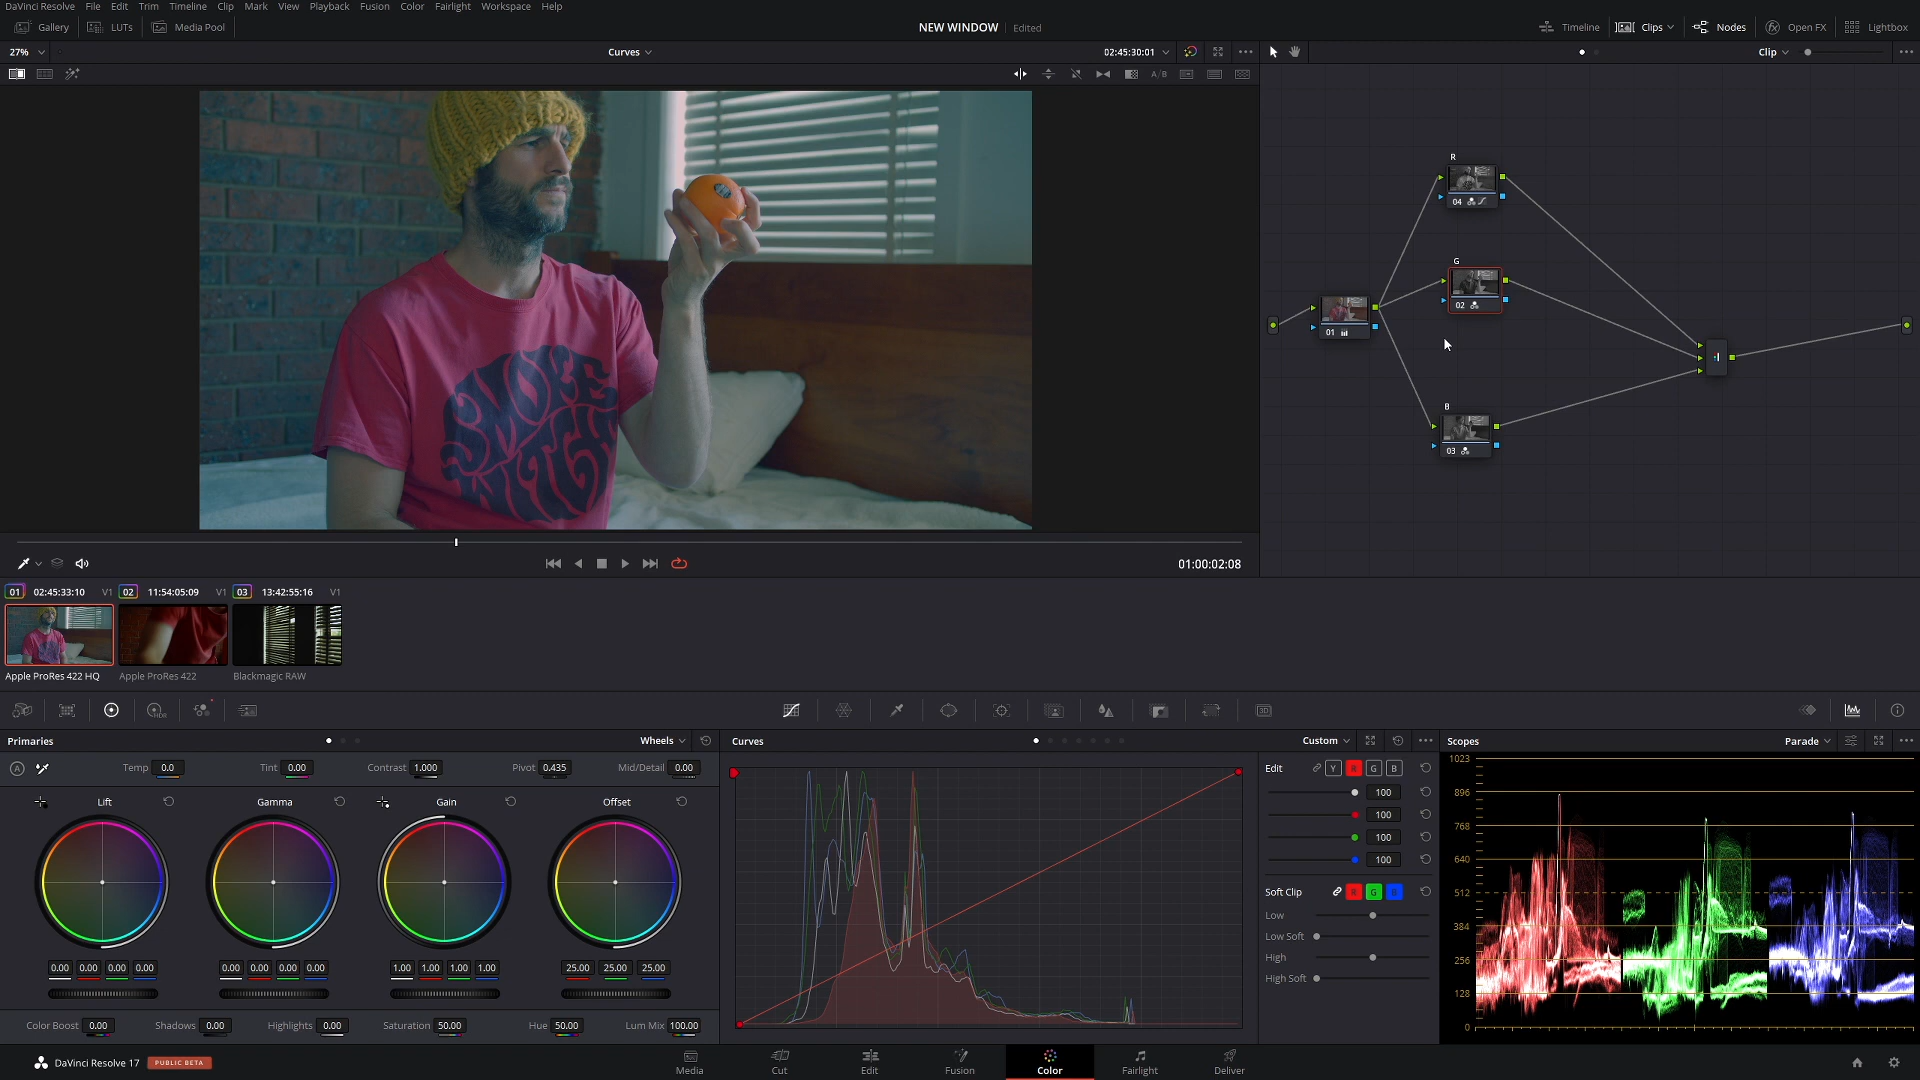 DaVinci Resolve File Edit Trim Timeline Clip Mark View Playback Fusion Color Fairlight Workspace Help
Gallery LUTs Media Pool NEW WINDOW Edited Timeline Clips Nodes Open FX Lightbox
27% Curves 02:45:30:01 Clip
A/B
R
04
G
02
01
B
03
SMOKE
WITH
01:00:02:08
01 02:45:33:10 V1 02 11:54:05:09 V1 03 13:42:55:16 V1
Apple ProRes 422 HQ Apple ProRes 422 Blackmagic RAW
HDR 3D
Primaries Wheels Curves Custom Scopes Parade
A Temp 0.0 Tint 0.00 Contrast 1.000 Pivot 0.435 Mid/Detail 0.00
Lift Gamma Gain Offset
0.00 0.00 0.00 0.00 0.00 0.00 0.00 0.00 1.00 1.00 1.00 1.00 25.00 25.00 25.00
Color Boost 0.00 Shadows 0.00 Highlights 0.00 Saturation 50.00 Hue 50.00 Lum Mix 100.00
Edit Y R G B
100
100
100
100
Soft Clip R G B
Low
Low Soft
High
High Soft
1023
896
768
640
512
384
256
128
0
DaVinci Resolve 17 PUBLIC BETA Media Cut Edit Fusion Color Fairlight Deliver